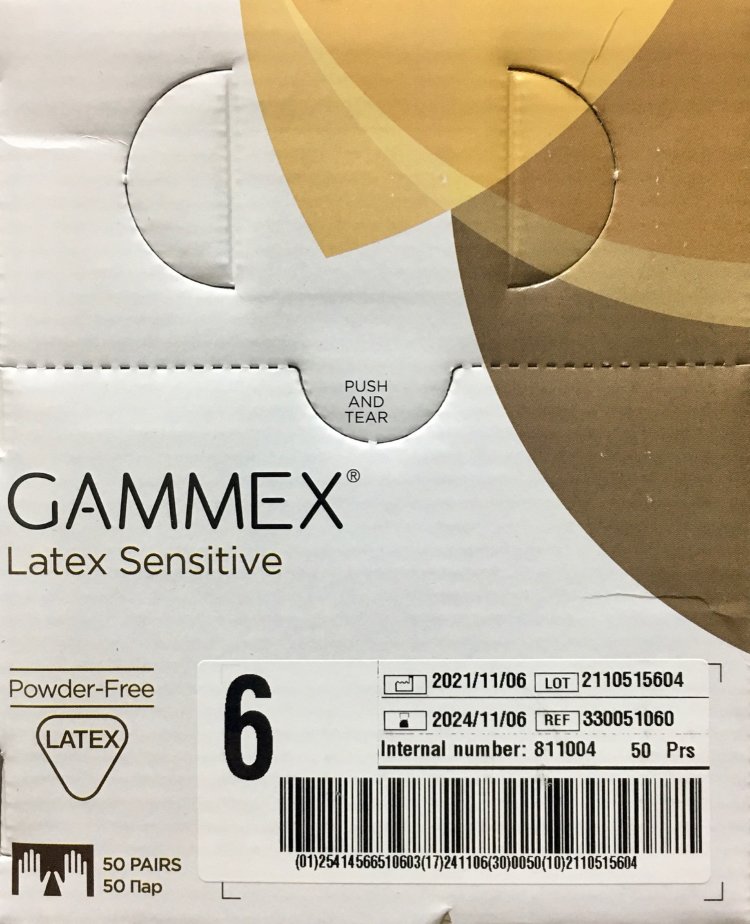 PUSH
AND
TEAR
GAMMEX®
Latex Sensitive
Powder-Free
LATEX
50 PAIRS
50 Пар
6
2021/11/06 LOT 2110515604
2024/11/06 REF 330051060
Internal number: 811004 50 Prs
(01)25414566510603(17)241106(30)0050(10)2110515604